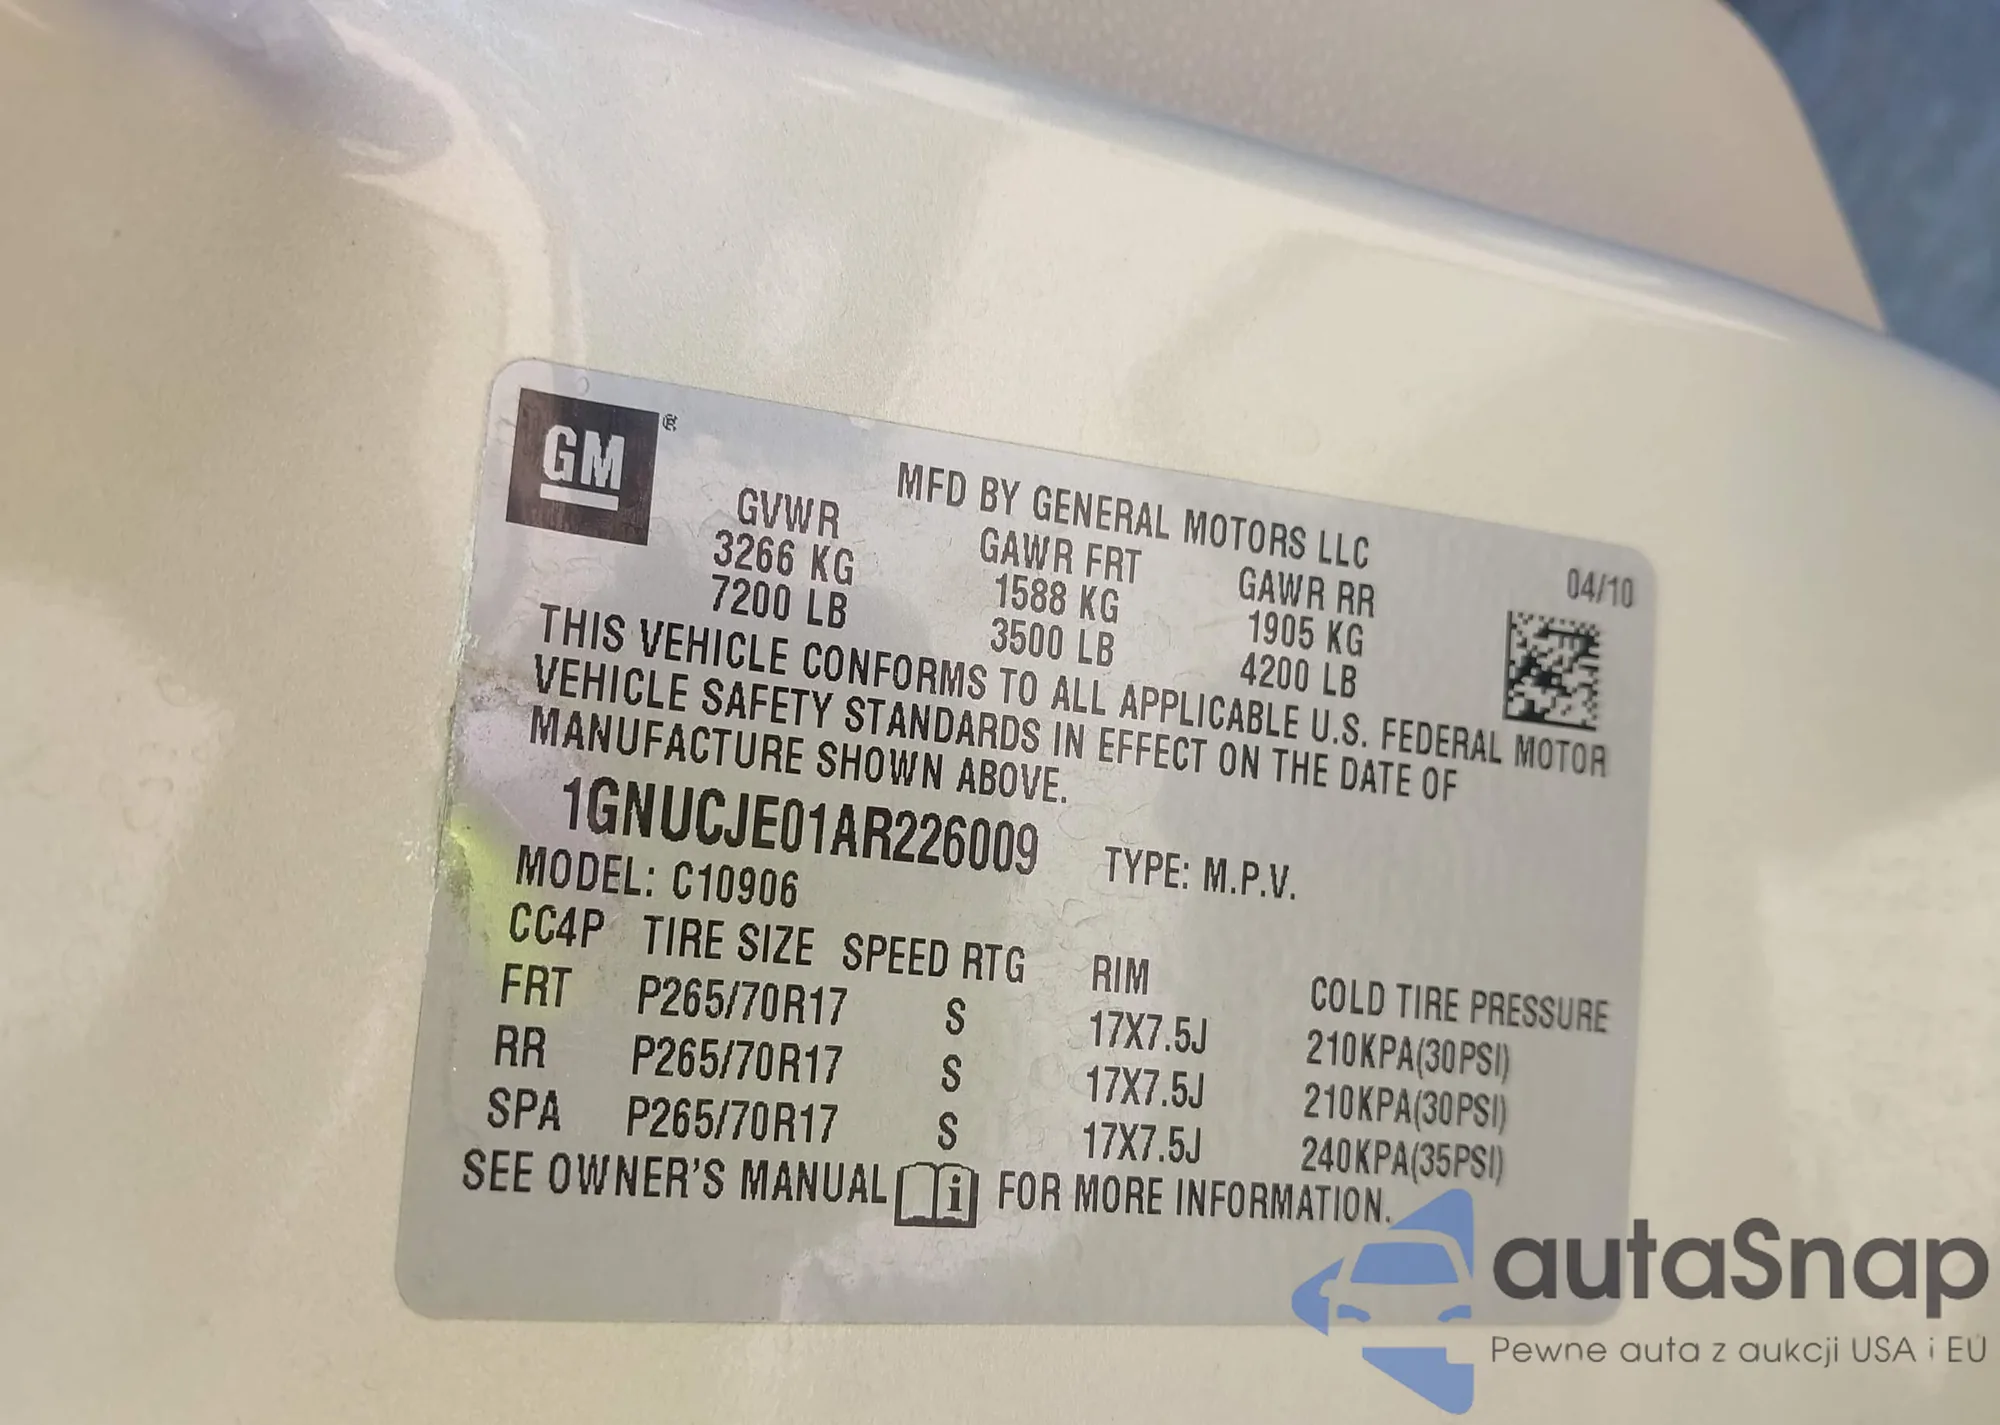 GM ®
MFD BY GENERAL MOTORS LLC
04/10
GVWR GAWR FRT GAWR RR
3266 KG 1588 KG 1905 KG
7200 LB 3500 LB 4200 LB
THIS VEHICLE CONFORMS TO ALL APPLICABLE U.S. FEDERAL MOTOR
VEHICLE SAFETY STANDARDS IN EFFECT ON THE DATE OF
MANUFACTURE SHOWN ABOVE.
1GNUCJE01AR226009 TYPE: M.P.V.
MODEL: C10906
CC4P TIRE SIZE SPEED RTG RIM COLD TIRE PRESSURE
FRT P265/70R17 S 17X7.5J 210KPA(30PSI)
RR P265/70R17 S 17X7.5J 210KPA(30PSI)
SPA P265/70R17 S 17X7.5J 240KPA(35PSI)
SEE OWNER'S MANUAL i FOR MORE INFORMATION.
autaSnap
Pewne auta z aukcji USA i EU